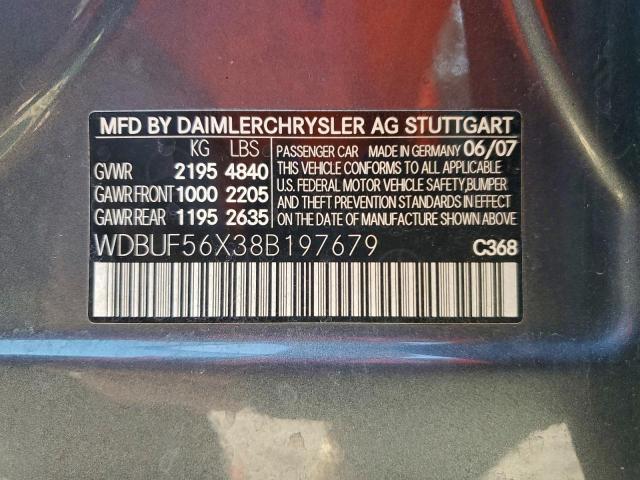 MFD BY DAIMLERCHRYSLER AG STUTTGART
KG LBS
GVWR 2195 4840
GAWR FRONT 1000 2205
GAWR REAR 1195 2635
PASSENGER CAR MADE IN GERMANY 06/07
THIS VEHICLE CONFORMS TO ALL APPLICABLE
U.S. FEDERAL MOTOR VEHICLE SAFETY,BUMPER
AND THEFT PREVENTION STANDARDS IN EFFECT
ON THE DATE OF MANUFACTURE SHOWN ABOVE.
WDBUF56X38B197679
C368